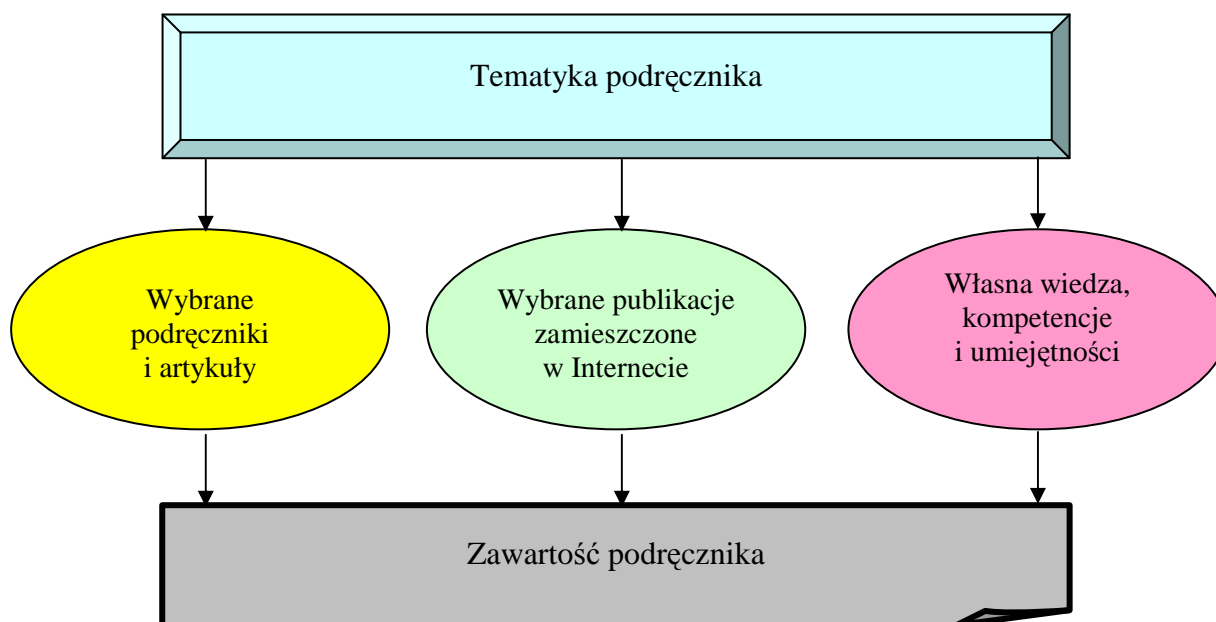 Tematyka podręcznika
Wybrane
podręczniki
i artykuły
Wybrane publikacje
zamieszczone
w Internecie
Własna wiedza,
kompetencje
i umiejętności
Zawartość podręcznika